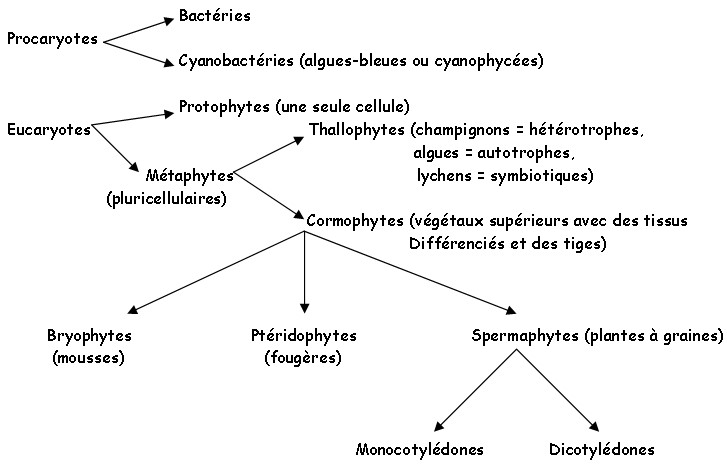 Bactéries
Procaryotes
Cyanobactéries (algues-bleues ou cyanophycées)
Protophytes (une seule cellule)
Eucaryotes
Thallophytes (champignons = hétérotrophes,
algues = autotrophes,
lychens = symbiotiques)
Métaphytes
(pluricellulaires)
Cormophytes (végétaux supérieurs avec des tissus
Différenciés et des tiges)
Bryophytes
(mousses)
Ptéridophytes
(fougères)
Spermaphytes (plantes à graines)
Monocotylédones
Dicotylédones